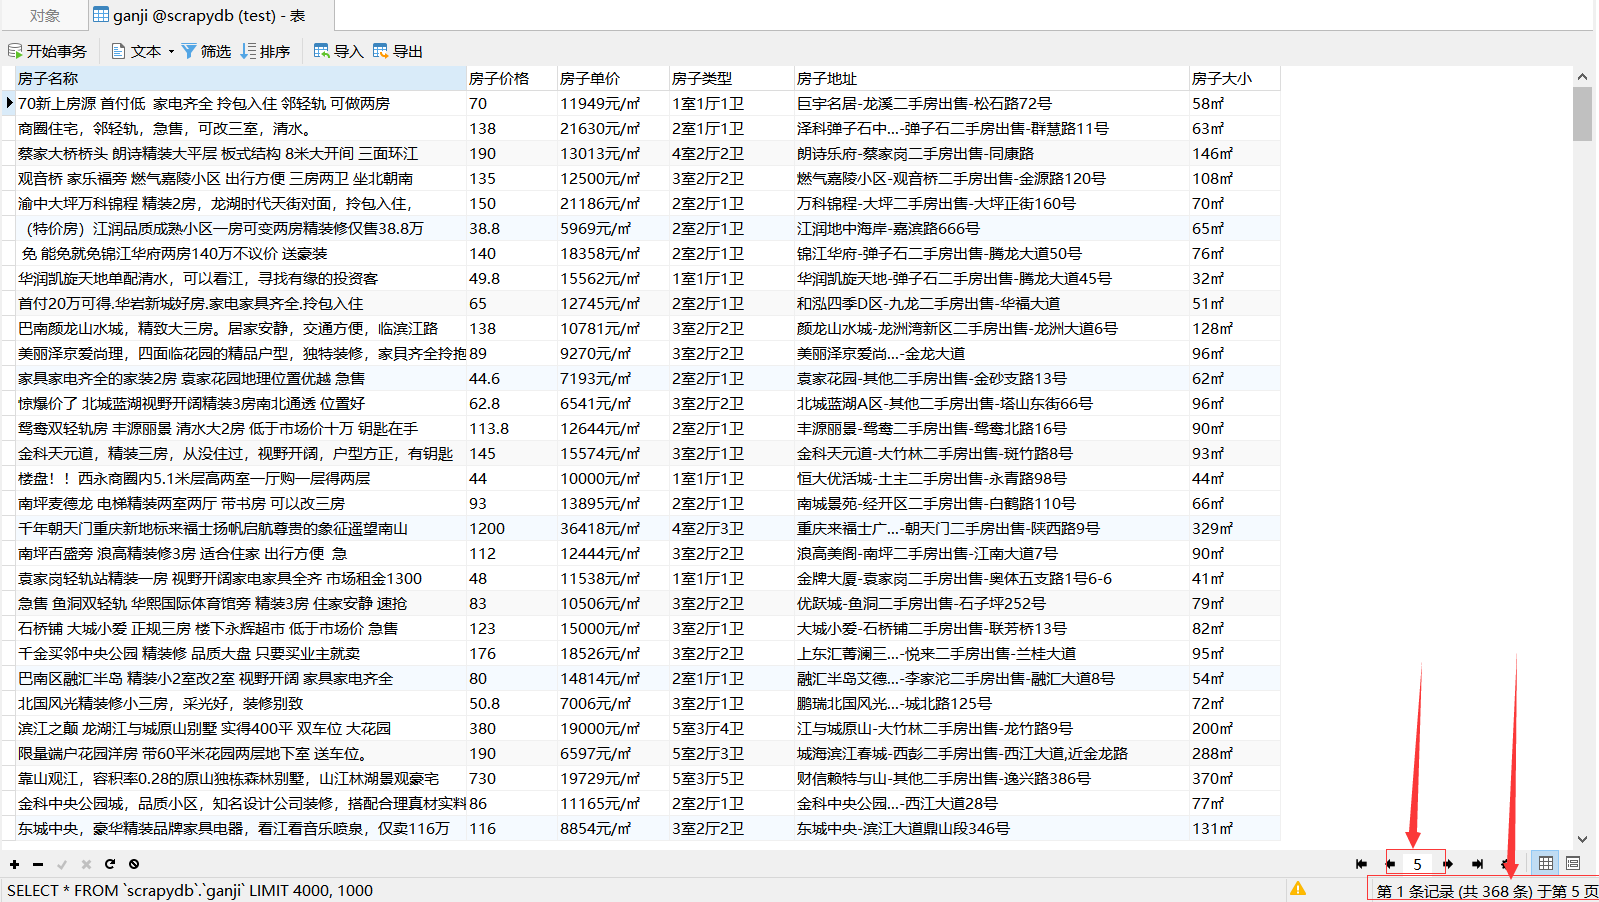 对象 ganji @scrapydb (test) - 表
开始事务 文本 筛选 排序 导入 导出
房子名称 房子价格 房子单价 房子类型 房子地址 房子大小
70新上房源 首付低 家电齐全 拎包入住 邻轻轨 可做两房 70 11949元/㎡ 1室1厅1卫 巨宇名居-龙溪二手房出售-松石路72号 58㎡
商圈住宅，邻轻轨，急售，可改三室，清水。 138 21630元/㎡ 2室1厅1卫 泽科弹子石中...-弹子石二手房出售-群慧路11号 63㎡
蔡家大桥桥头 朗诗精装大平层 板式结构 8米大开间 三面环江 190 13013元/㎡ 4室2厅2卫 朗诗乐府-蔡家岗二手房出售-同康路 146㎡
观音桥 家乐福旁 燃气嘉陵小区 出行方便 三房两卫 坐北朝南 135 12500元/㎡ 3室2厅2卫 燃气嘉陵小区-观音桥二手房出售-金源路120号 108㎡
渝中大坪万科锦程 精装2房，龙湖时代天街对面，拎包入住， 150 21186元/㎡ 2室2厅1卫 万科锦程-大坪二手房出售-大坪正街160号 70㎡
（特价房）江润品质成熟小区一房可变两房精装修仅售38.8万 38.8 5969元/㎡ 2室2厅1卫 江润地中海岸-嘉滨路666号 65㎡
免 能免就免锦江华府两房140万不议价 送豪装 140 18358元/㎡ 2室2厅1卫 锦江华府-弹子石二手房出售-腾龙大道50号 76㎡
华润凯旋天地单配清水，可以看江，寻找有缘的投资客 49.8 15562元/㎡ 1室1厅1卫 华润凯旋天地-弹子石二手房出售-腾龙大道45号 32㎡
首付20万可得.华岩新城好房.家电家具齐全.拎包入住 65 12745元/㎡ 2室2厅1卫 和泓四季D区-九龙二手房出售-华福大道 51㎡
巴南颜龙山水城，精致大三房。居家安静，交通方便，临滨江路 138 10781元/㎡ 3室2厅2卫 颜龙山水城-龙洲湾新区二手房出售-龙洲大道6号 128㎡
美丽泽京爱尚理，四面临花园的精品户型，独特装修，家具齐全拎抱 89 9270元/㎡ 3室2厅2卫 美丽泽京爱尚...-金龙大道 96㎡
家具家电齐全的家装2房 袁家花园地理位置优越 急售 44.6 7193元/㎡ 2室2厅1卫 袁家花园-其他二手房出售-金砂支路13号 62㎡
惊爆价了 北城蓝湖视野开阔精装3房南北通透 位置好 62.8 6541元/㎡ 3室2厅2卫 北城蓝湖A区-其他二手房出售-塔山东街66号 96㎡
鸳鸯双轻轨房 丰源丽景 清水大2房 低于市场价十万 钥匙在手 113.8 12644元/㎡ 2室2厅1卫 丰源丽景-鸳鸯二手房出售-鸳鸯北路16号 90㎡
金科天元道，精装三房，从没住过，视野开阔，户型方正，有钥匙 145 15574元/㎡ 3室2厅1卫 金科天元道-大竹林二手房出售-斑竹路8号 93㎡
楼盘！！西永商圈内5.1米层高两室一厅购一层得两层 44 10000元/㎡ 1室1厅1卫 恒大优活城-土主二手房出售-永青路98号 44㎡
南坪麦德龙 电梯精装两室两厅 带书房 可以改三房 93 13895元/㎡ 2室2厅1卫 南城景苑-经开区二手房出售-白鹤路110号 66㎡
千年朝天门重庆新地标来福士扬帆启航尊贵的象征遥望南山 1200 36418元/㎡ 4室2厅3卫 重庆来福士广...-朝天门二手房出售-陕西路9号 329㎡
南坪百盛旁 浪高精装修3房 适合住家 出行方便 急 112 12444元/㎡ 3室2厅2卫 浪高美阁-南坪二手房出售-江南大道7号 90㎡
袁家岗轻轨站精装一房 视野开阔家电家具全齐 市场租金1300 48 11538元/㎡ 1室1厅1卫 金牌大厦-袁家岗二手房出售-奥体五支路1号6-6 41㎡
急售 鱼洞双轻轨 华熙国际体育馆旁 精装3房 住家安静 速抢 83 10506元/㎡ 3室2厅2卫 优跃城-鱼洞二手房出售-石子坪252号 79㎡
石桥铺 大城小爱 正规三房 楼下永辉超市 低于市场价 急售 123 15000元/㎡ 3室2厅1卫 大城小爱-石桥铺二手房出售-联芳桥13号 82㎡
千金买邻中央公园 精装修 品质大盘 只要买业主就卖 176 18526元/㎡ 3室2厅2卫 上东汇菁澜三...-悦来二手房出售-兰桂大道 95㎡
巴南区融汇半岛 精装小2室改2室 视野开阔 家具家电齐全 80 14814元/㎡ 2室1厅1卫 融汇半岛艾德...-李家沱二手房出售-融汇大道8号 54㎡
北国风光精装修小三房，采光好，装修别致 50.8 7006元/㎡ 3室2厅1卫 鹏瑞北国风光...-城北路125号 72㎡
滨江之颠 龙湖江与城原山别墅 实得400平 双车位 大花园 380 19000元/㎡ 5室3厅4卫 江与城原山-大竹林二手房出售-龙竹路9号 200㎡
限量端户花园洋房 带60平米花园两层地下室 送车位。 190 6597元/㎡ 5室2厅3卫 城海滨江春城-西彭二手房出售-西江大道,近金龙路 288㎡
靠山观江，容积率0.28的原山独栋森林别墅，山江林湖景观豪宅 730 19729元/㎡ 5室3厅5卫 财信赖特与山-其他二手房出售-逸兴路386号 370㎡
金科中央公园城，品质小区，知名设计公司装修，搭配合理真材实料 86 11165元/㎡ 2室2厅1卫 金科中央公园...-西江大道28号 77㎡
东城中央，豪华精装品牌家具电器，看江看音乐喷泉，仅卖116万 116 8854元/㎡ 3室2厅2卫 东城中央-滨江大道鼎山段346号 131㎡
5
SELECT * FROM `scrapydb`.`ganji` LIMIT 4000, 1000 第 1 条记录 (共 368 条) 于第 5 页